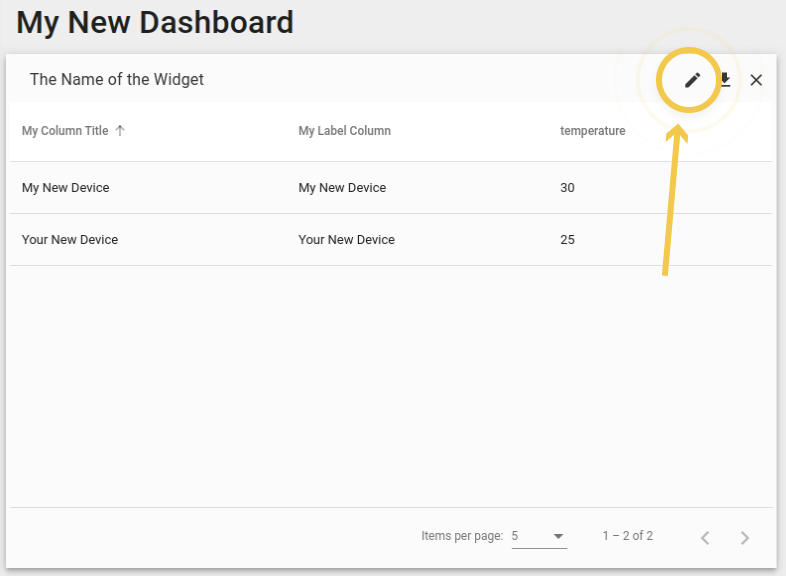 My New Dashboard
The Name of the Widget
My Column Title My Label Column temperature
My New Device My New Device 30
Your New Device Your New Device 25
Items per page: 5 1 – 2 of 2